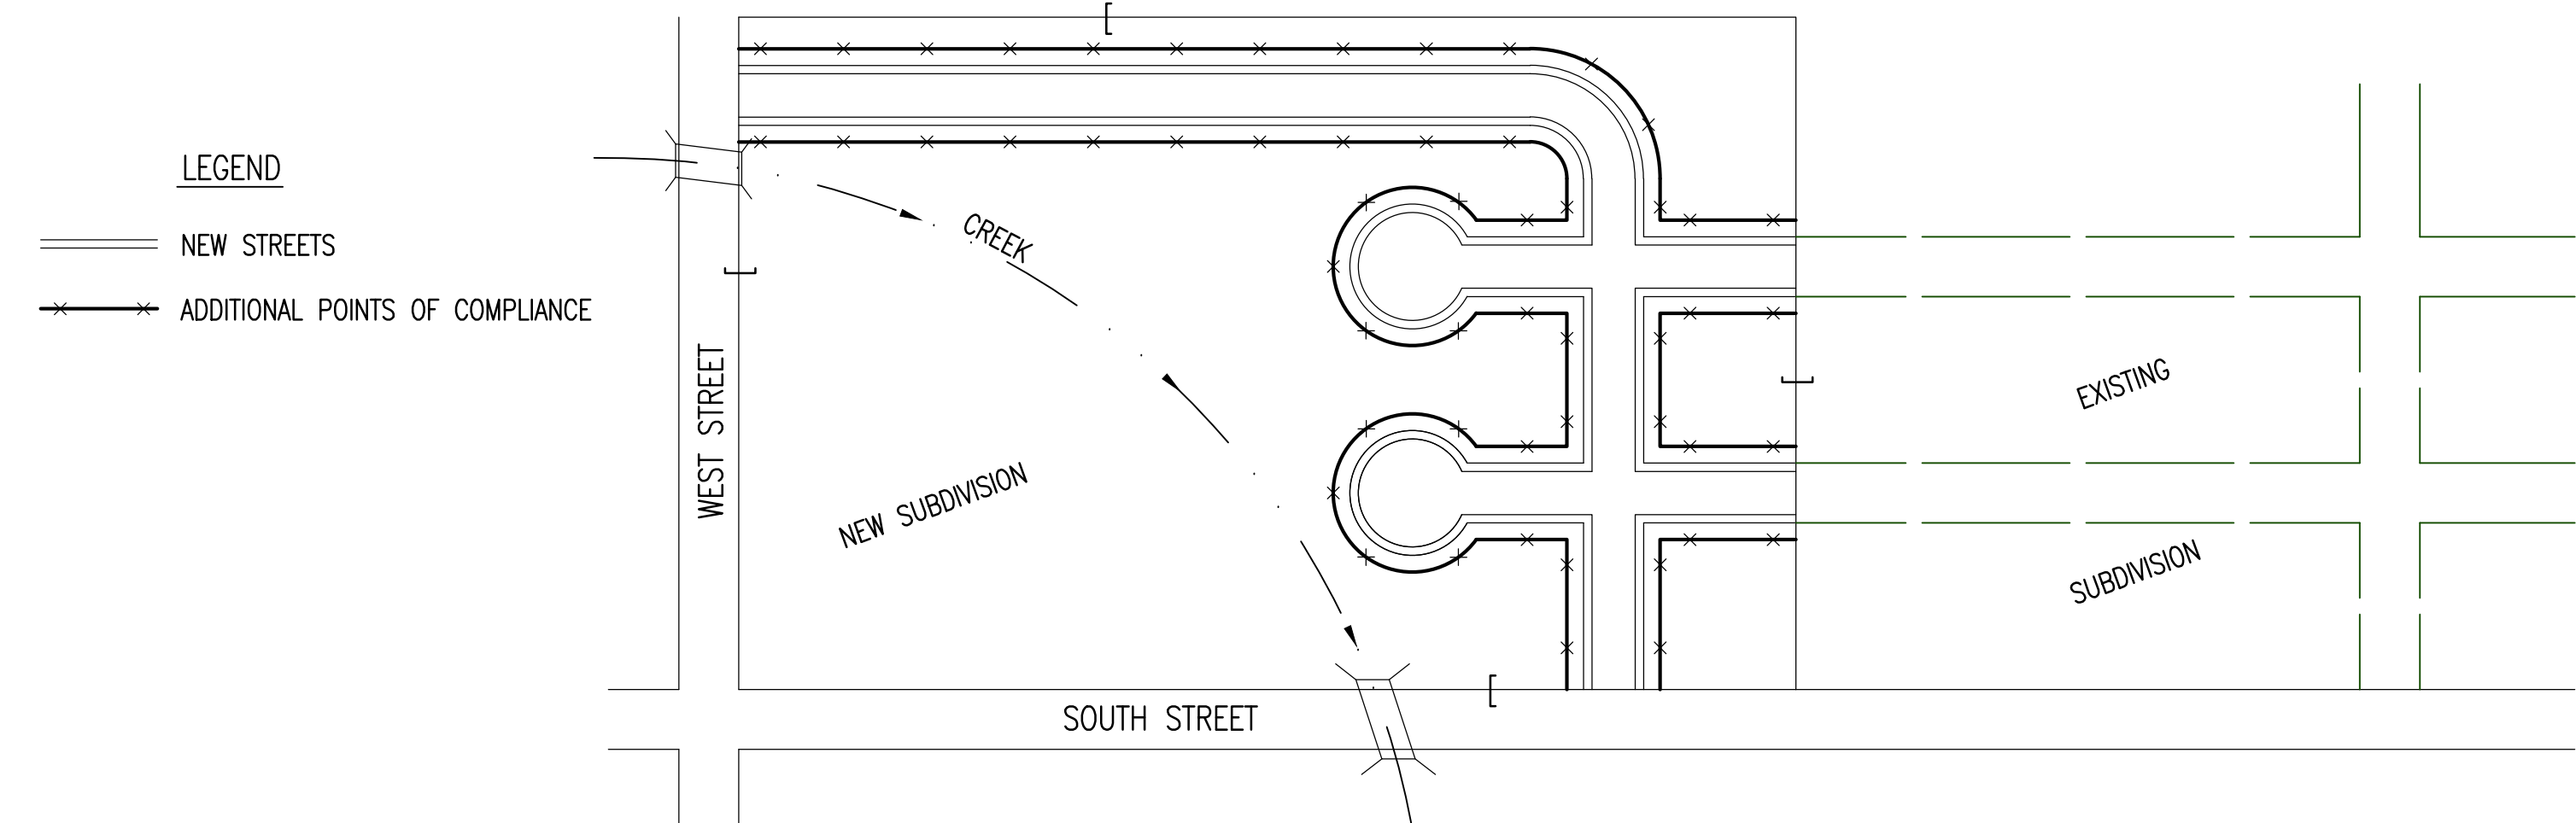 LEGEND
NEW STREETS
ADDITIONAL POINTS OF COMPLIANCE
CREEK
WEST STREET
NEW SUBDIVISION
SOUTH STREET
EXISTING
SUBDIVISION